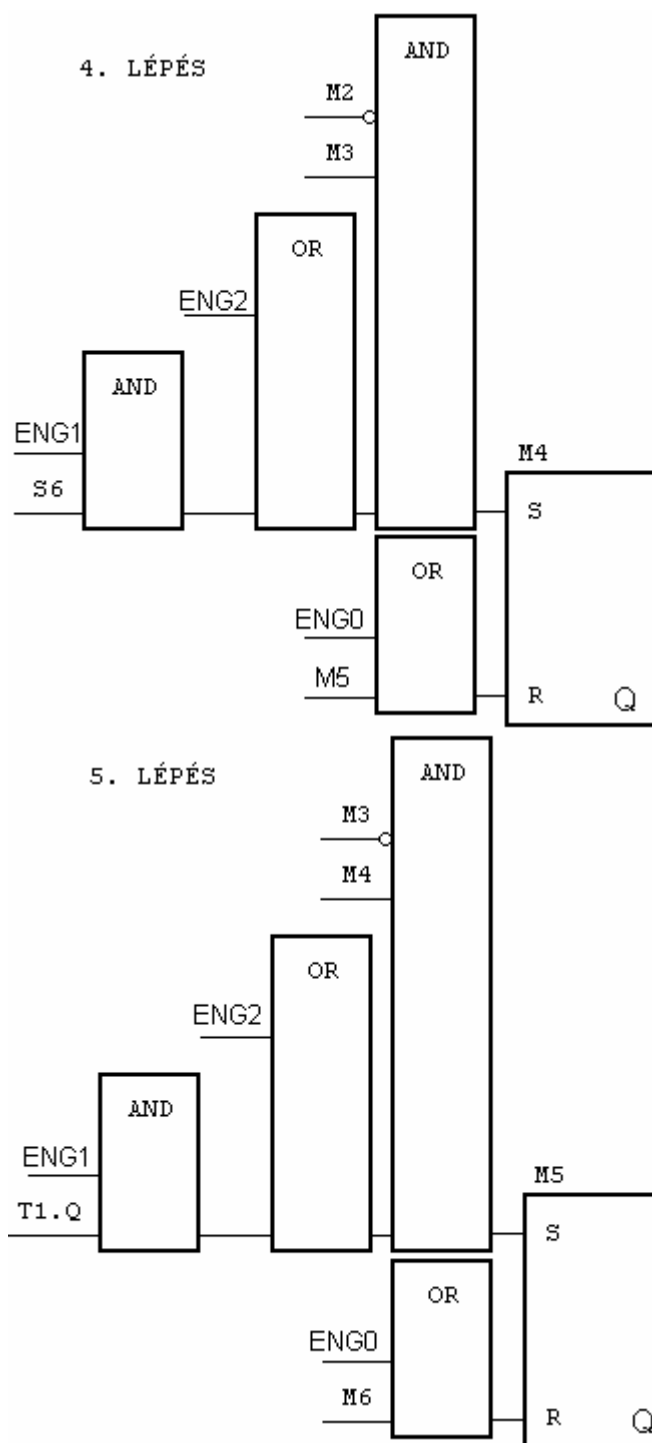 AND
4. LÉPÉS
M2
M3
OR
ENG2
AND
ENG1
S6
M4
S
OR
ENG0
M5
R
Q
AND
5. LÉPÉS
M3
M4
OR
ENG2
AND
ENG1
T1.Q
M5
S
OR
ENG0
M6
R
Q